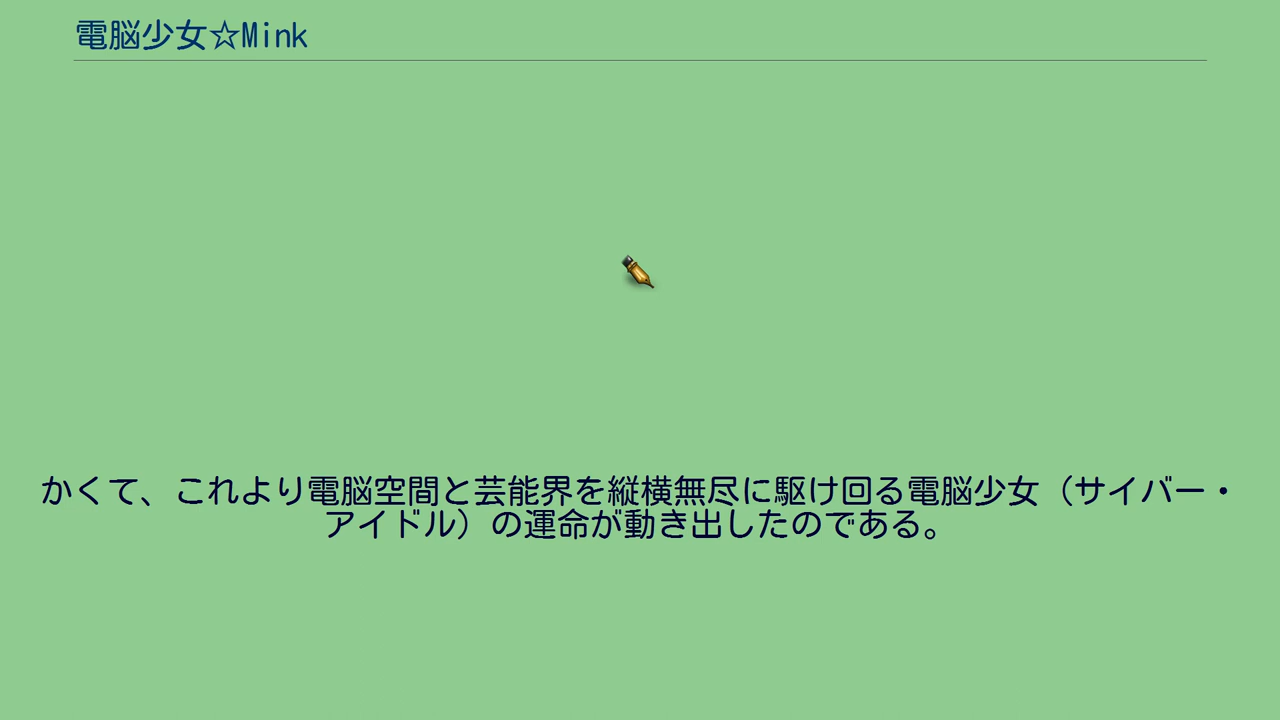 電脳少女☆Mink
かくて、これより電脳空間と芸能界を縦横無尽に駆け回る電脳少女（サイバー・
アイドル）の運命が動き出したのである。